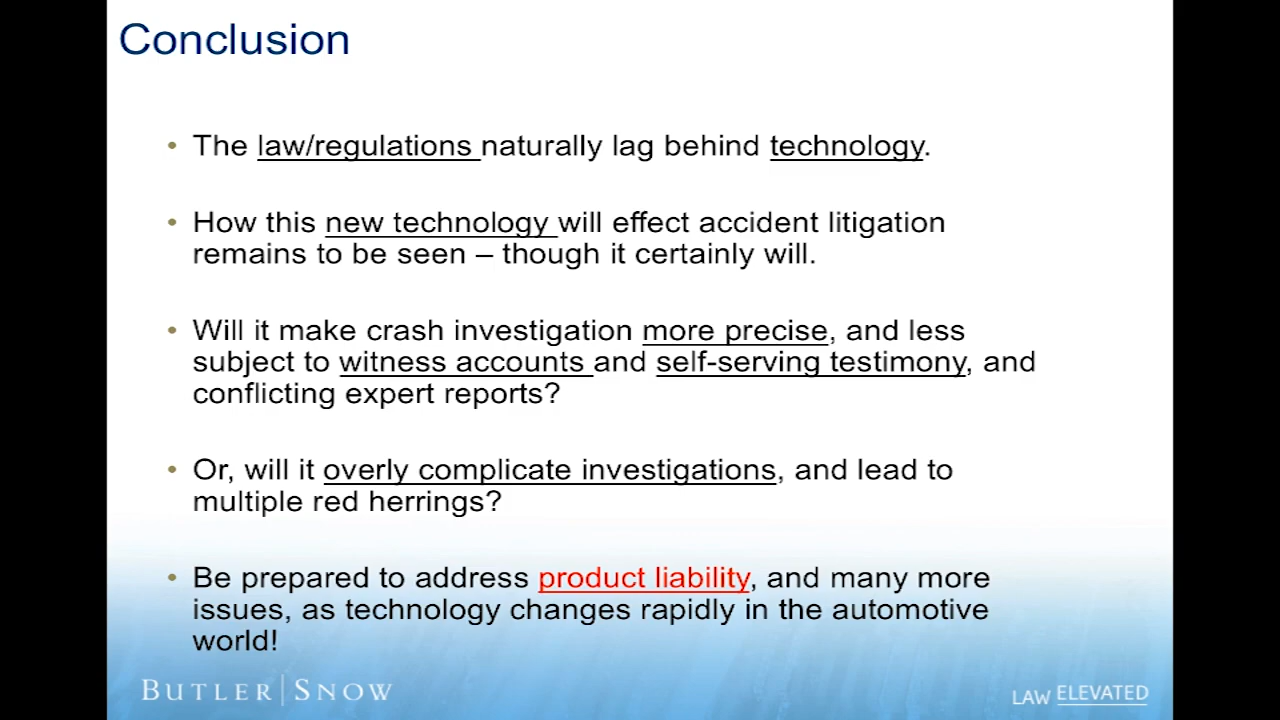 Conclusion
• The law/regulations naturally lag behind technology.
• How this new technology will effect accident litigation
remains to be seen – though it certainly will.
• Will it make crash investigation more precise, and less
subject to witness accounts and self-serving testimony, and
conflicting expert reports?
• Or, will it overly complicate investigations, and lead to
multiple red herrings?
• Be prepared to address product liability, and many more
issues, as technology changes rapidly in the automotive
world!
BUTLER | SNOW
LAW ELEVATED